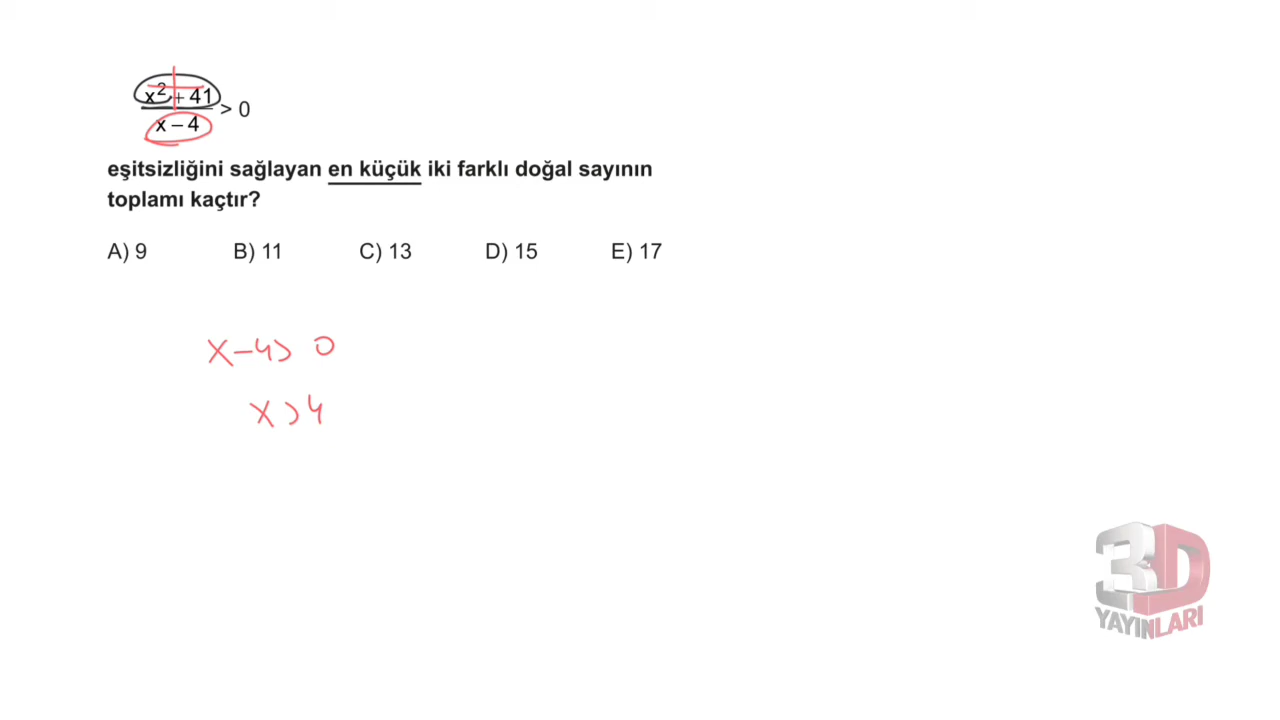 x² + 41
x – 4
> 0
eşitsizliğini sağlayan en küçük iki farklı doğal sayının
toplamı kaçtır?
A) 9 B) 11 C) 13 D) 15 E) 17
x – 4 > 0
x > 4
3D
YAYINLARI